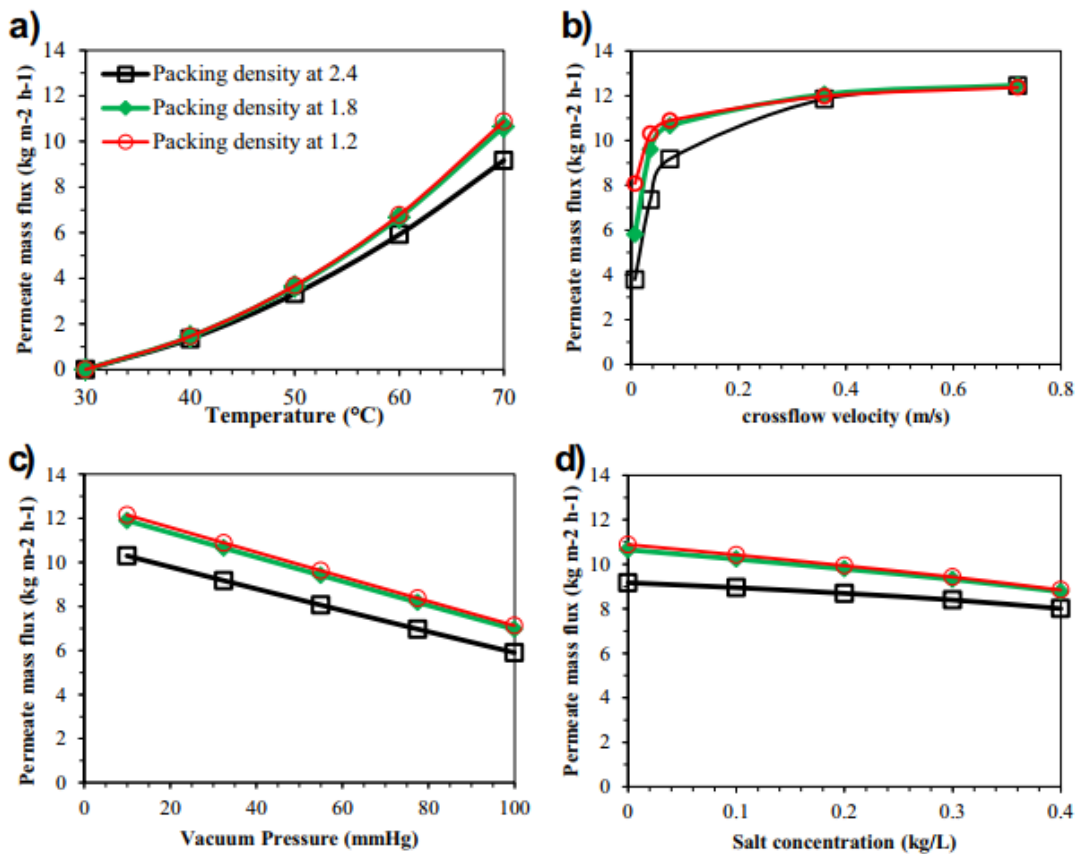 a)
14
12
10
8
6
4
2
0
Permeate mass flux (kg m-2 h-1)
Packing density at 2.4
Packing density at 1.8
Packing density at 1.2
30 40 50 60 70
Temperature (°C)
b)
14
12
10
8
6
4
2
0
Permeate mass flux (kg m-2 h-1)
0 0.2 0.4 0.6 0.8
crossflow velocity (m/s)
c)
14
12
10
8
6
4
2
0
Permeate mass flux (kg m-2 h-1)
0 20 40 60 80 100
Vacuum Pressure (mmHg)
d)
14
12
10
8
6
4
2
0
Permeate mass flux (kg m-2 h-1)
0 0.1 0.2 0.3 0.4
Salt concentration (kg/L)